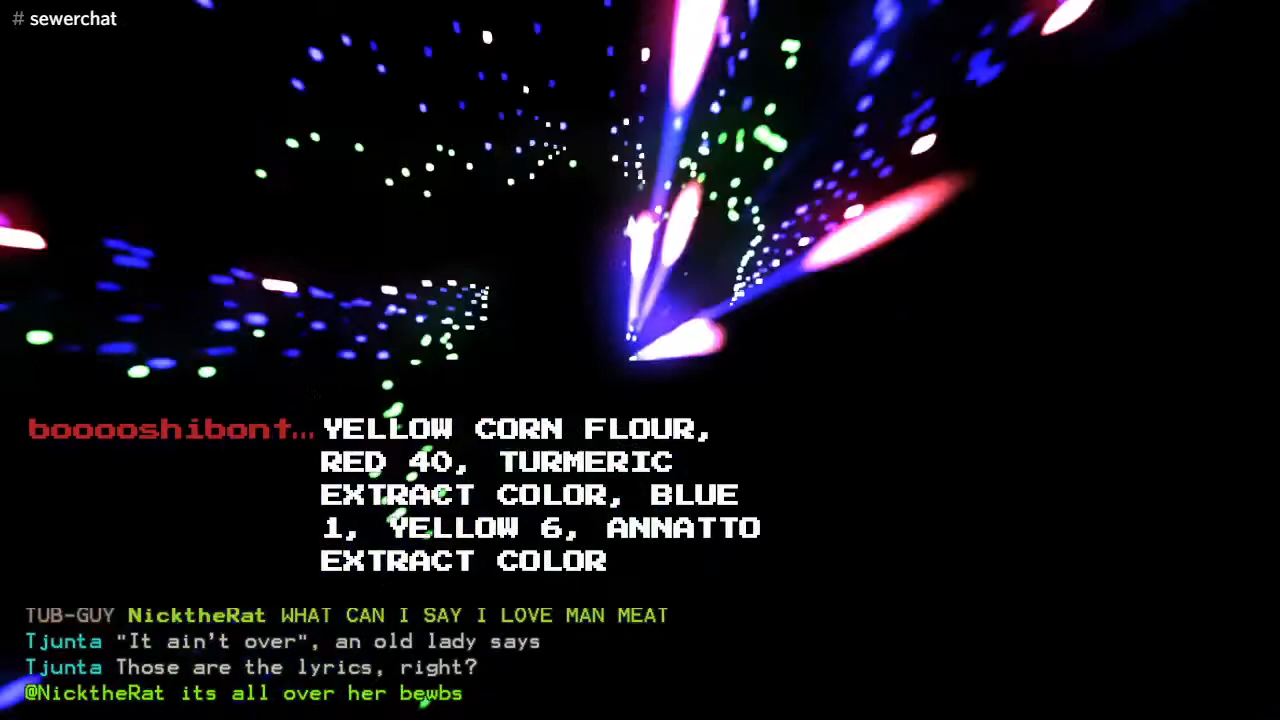 # sewerchat
booooshibont... YELLOW CORN FLOUR,
RED 40, TURMERIC
EXTRACT COLOR, BLUE
1, YELLOW 6, ANNATTO
EXTRACT COLOR
TUB-GUY NicktheRat WHAT CAN I SAY I LOVE MAN MEAT
Tjunta "It ain't over", an old lady says
Tjunta Those are the lyrics, right?
@NicktheRat its all over her bewbs